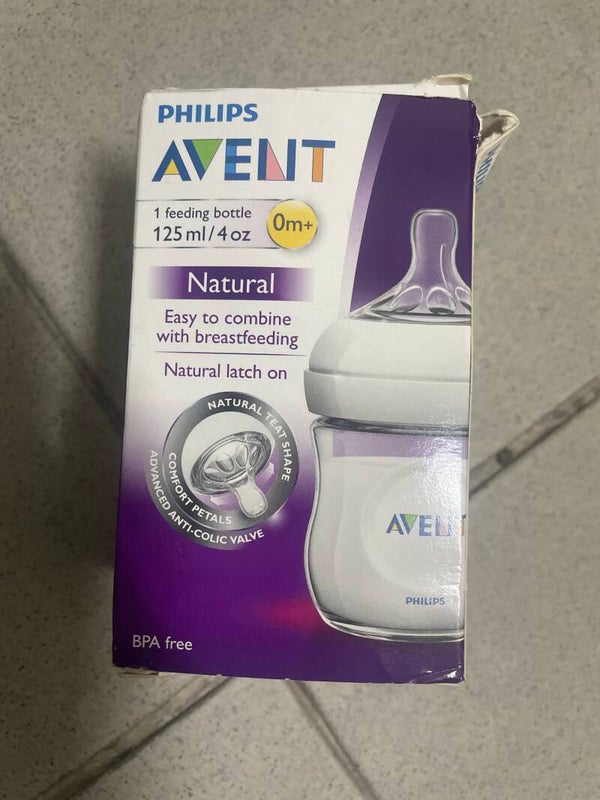 PHILIPS
AVENT
1 feeding bottle
125 ml/4 oz
0m+
Natural
Easy to combine
with breastfeeding
Natural latch on
NATURAL TEAT SHAPE
COMFORT PETALS
ADVANCED ANTI-COLIC VALVE
AVENT
PHILIPS
BPA free